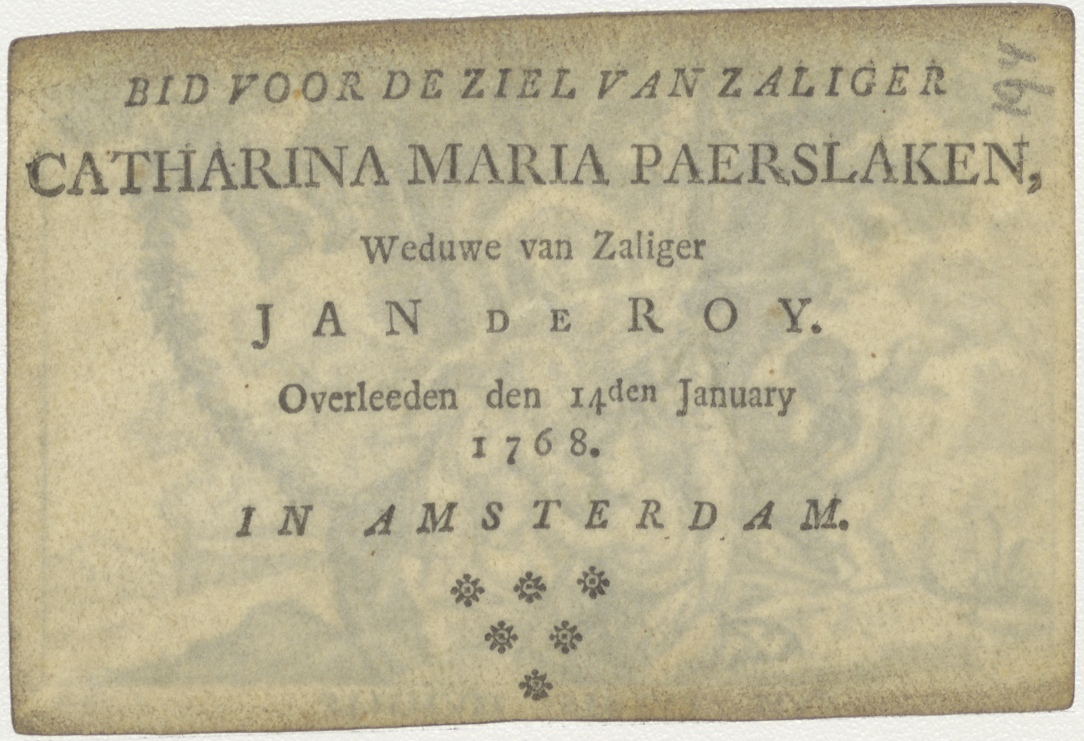 BID VOOR DE ZIEL VAN ZALIGER
CATHARINA MARIA PAERSLAKEN,
Weduwe van Zaliger
JAN DE ROY.
Overleeden den 14den January
1768.
IN AMSTERDAM.